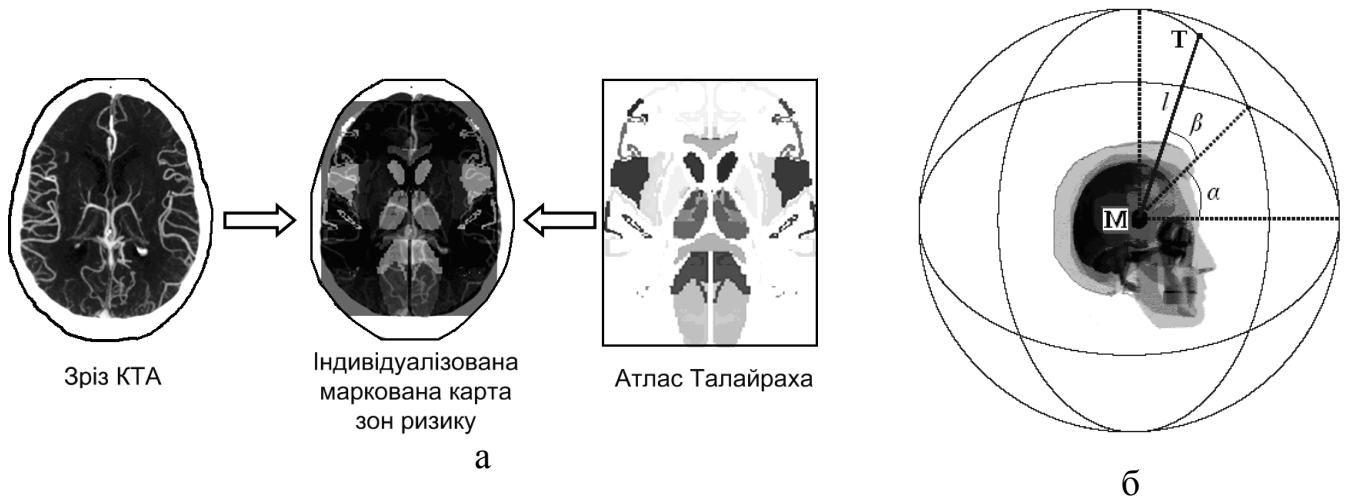 Зріз КТА
Індивідуалізована
маркована карта
зон ризику
Атлас Талайраха
а
T
l
β
α
M
б